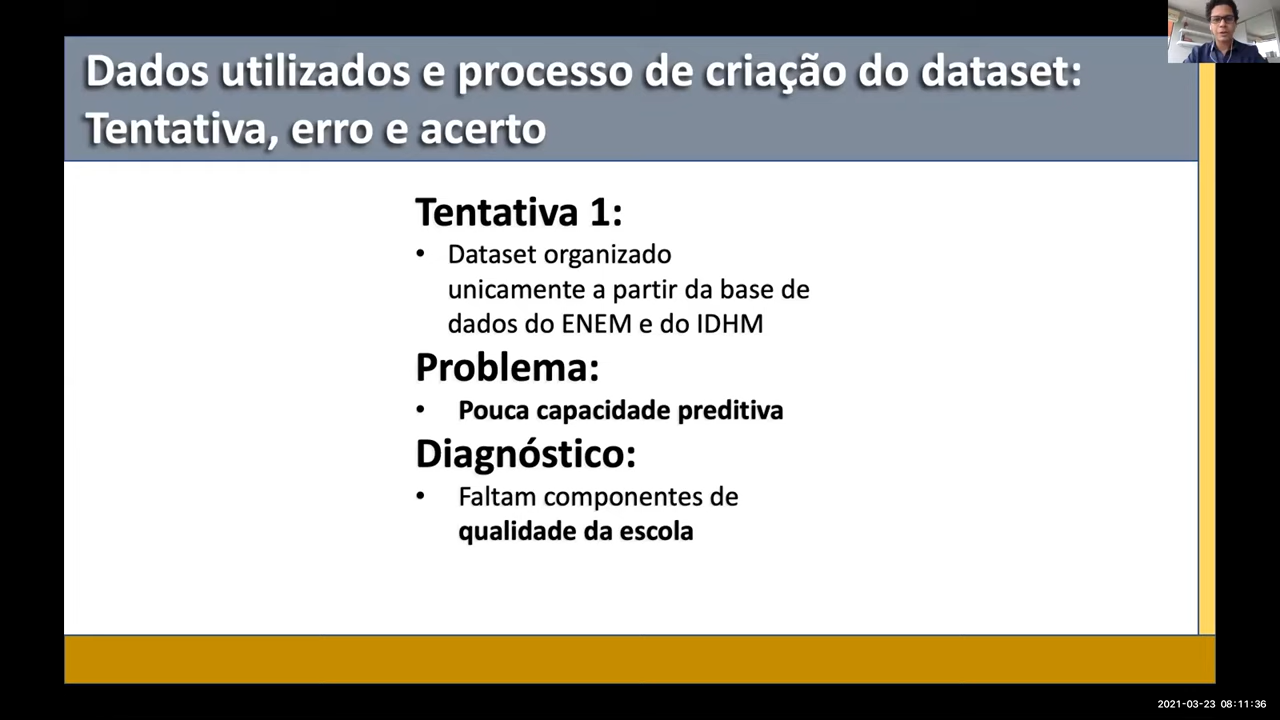 Dados utilizados e processo de criação do dataset:
Tentativa, erro e acerto
Tentativa 1:
• Dataset organizado
unicamente a partir da base de
dados do ENEM e do IDHM
Problema:
• Pouca capacidade preditiva
Diagnóstico:
• Faltam componentes de
qualidade da escola
2021-03-23 08:11:36